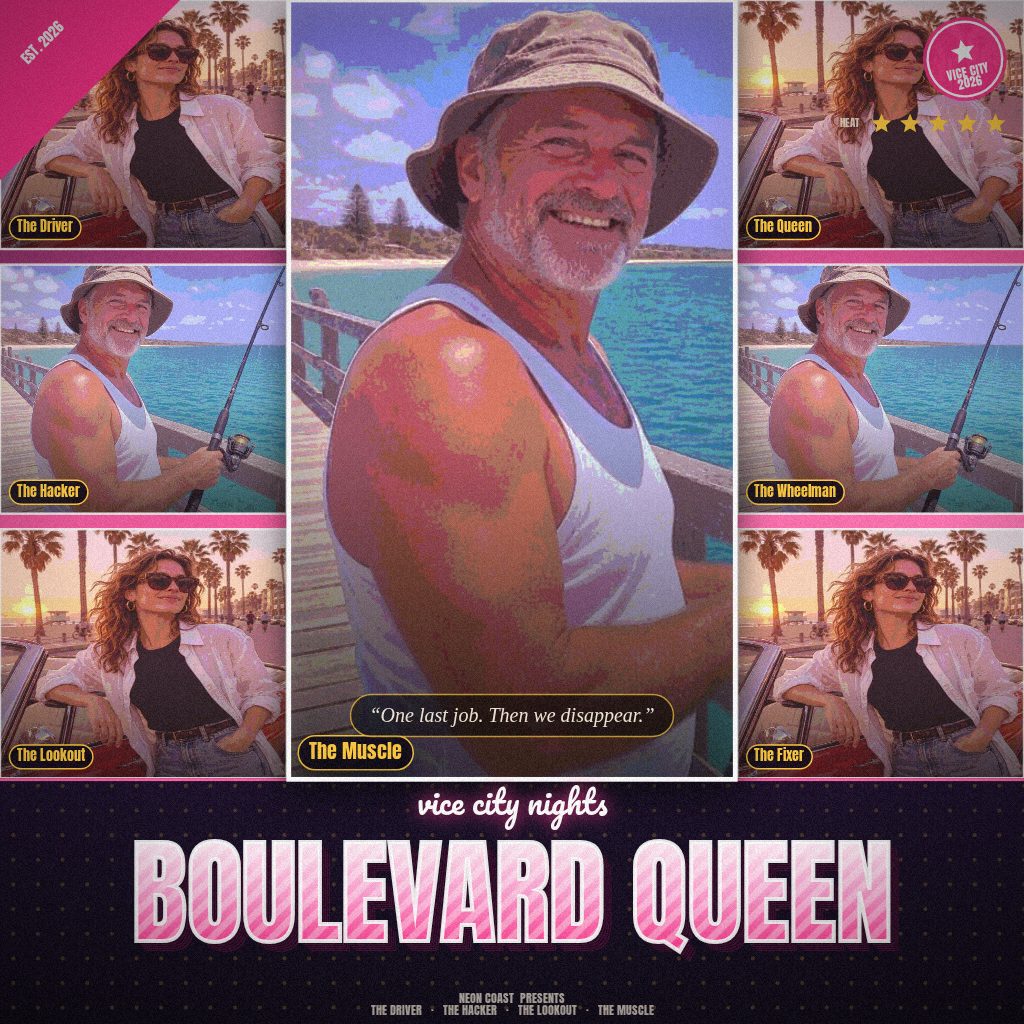 EST. 2026
VICE CITY
2026
HEAT
The Driver
The Queen
The Hacker
The Wheelman
“One last job. Then we disappear.”
The Muscle
The Lookout
The Fixer
vice city nights
BOULEVARD QUEEN
NEON COAST PRESENTS
THE DRIVER · THE HACKER · THE LOOKOUT · THE MUSCLE